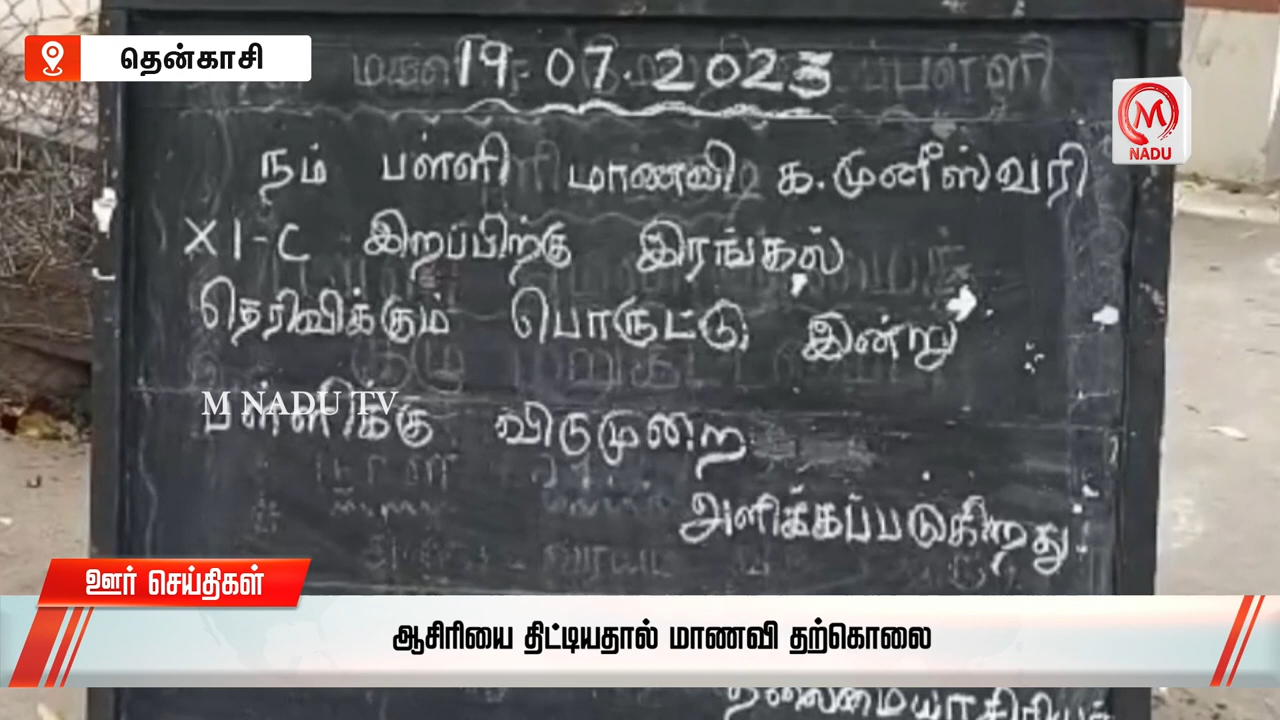 தென்காசி
19.07.2023
M
NADU
நம் பள்ளி மாணவி க.முனீஸ்வரி
XI-C இறப்பிற்கு இரங்கல்
தெரிவிக்கும் பொருட்டு இன்று
M NADU TV
பள்ளிக்கு விடுமுறை
அளிக்கப்படுகிறது.
ஊர் செய்திகள்
ஆசிரியை திட்டியதால் மாணவி தற்கொலை